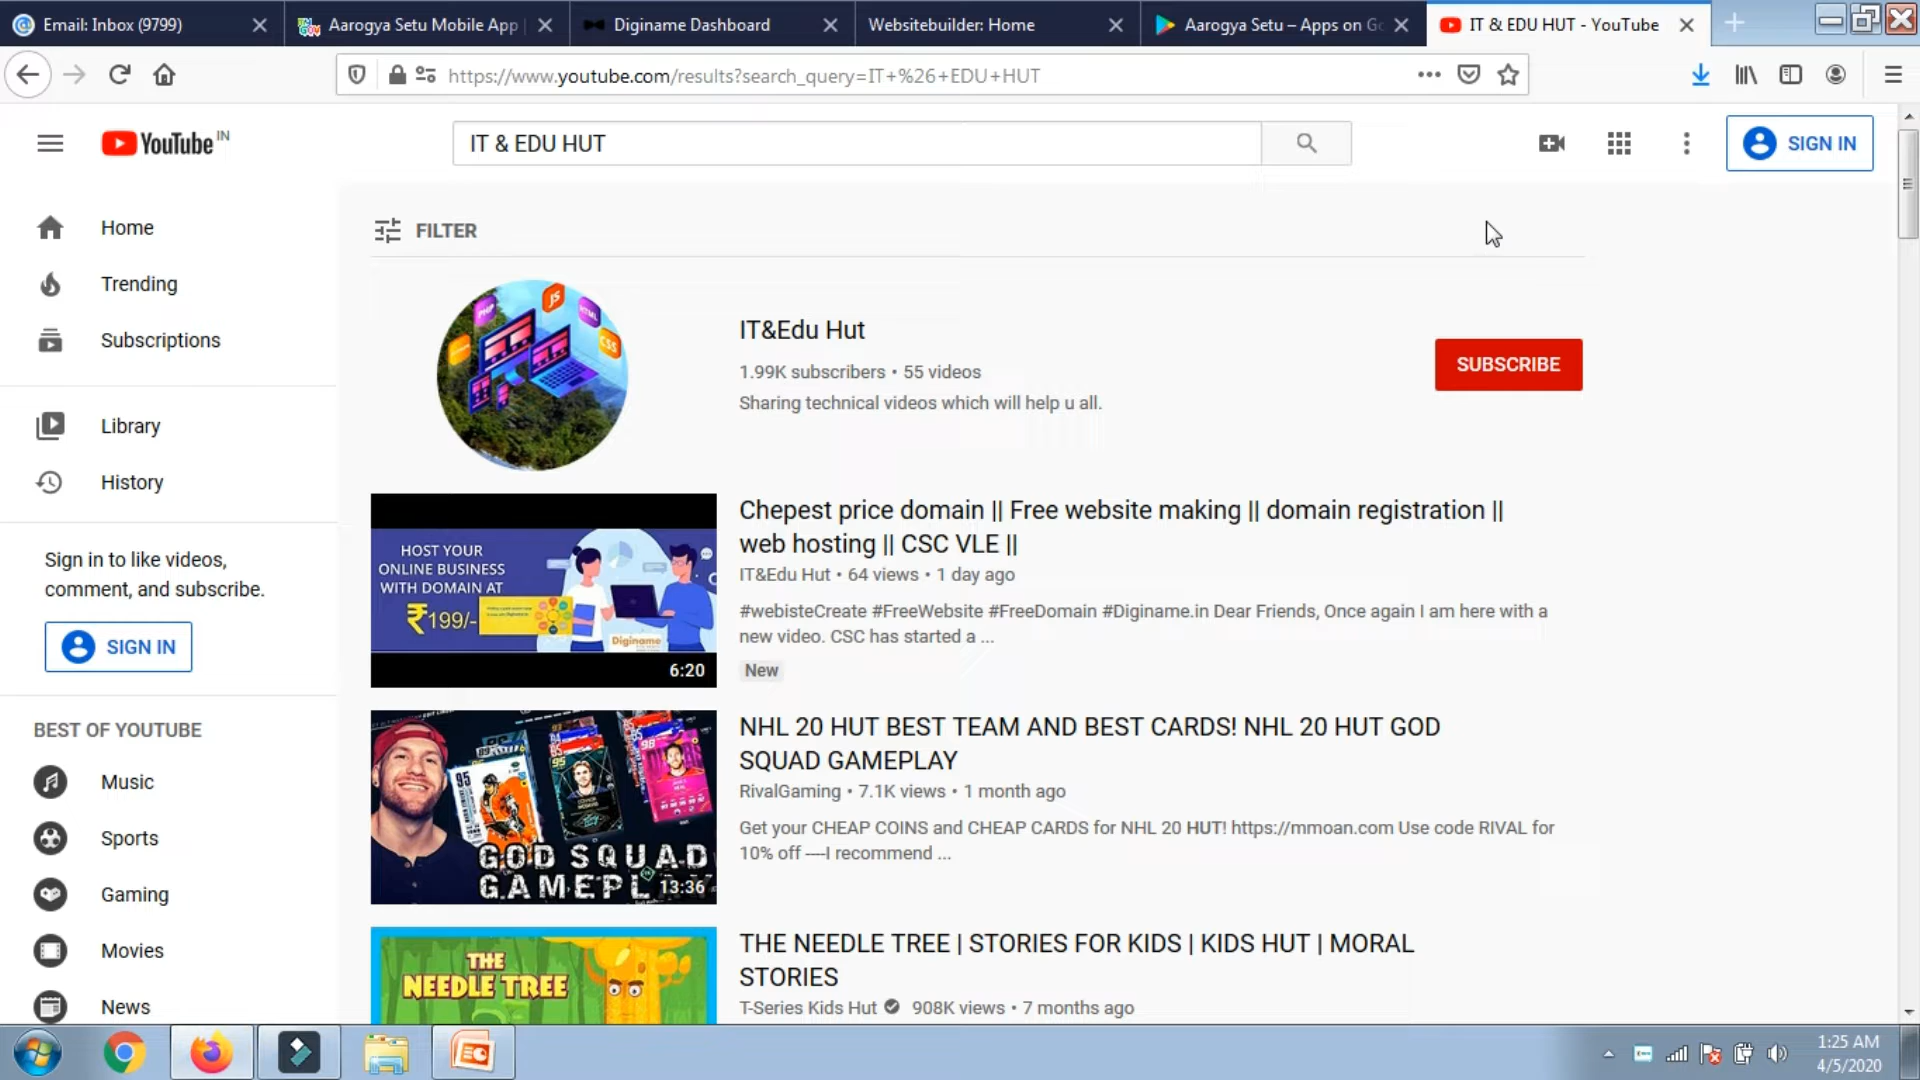 Email: Inbox (9799)
Aarogya Setu Mobile App
Diginame Dashboard
Websitebuilder: Home
Aarogya Setu – Apps on Go
IT & EDU HUT - YouTube
https://www.youtube.com/results?search_query=IT+%26+EDU+HUT
YouTube IN
IT & EDU HUT
SIGN IN
Home
Trending
Subscriptions
Library
History
Sign in to like videos,
comment, and subscribe.
SIGN IN
BEST OF YOUTUBE
Music
Sports
Gaming
Movies
News
FILTER
PHP
JS
HTML
CSS
IT&Edu Hut
1.99K subscribers • 55 videos
Sharing technical videos which will help u all.
SUBSCRIBE
HOST YOUR
ONLINE BUSINESS
WITH DOMAIN AT
₹199/-
Diginame
6:20
Chepest price domain || Free website making || domain registration ||
web hosting || CSC VLE ||
IT&Edu Hut • 64 views • 1 day ago
#webisteCreate #FreeWebsite #FreeDomain #Diginame.in Dear Friends, Once again I am here with a
new video. CSC has started a ...
New
95
95
98
GOD SQUAD
GAMEPL
13:36
NHL 20 HUT BEST TEAM AND BEST CARDS! NHL 20 HUT GOD
SQUAD GAMEPLAY
RivalGaming • 7.1K views • 1 month ago
Get your CHEAP COINS and CHEAP CARDS for NHL 20 HUT! https://mmoan.com Use code RIVAL for
10% off ----I recommend ...
THE
NEEDLE TREE
THE NEEDLE TREE | STORIES FOR KIDS | KIDS HUT | MORAL
STORIES
T-Series Kids Hut 908K views • 7 months ago
1:25 AM
4/5/2020